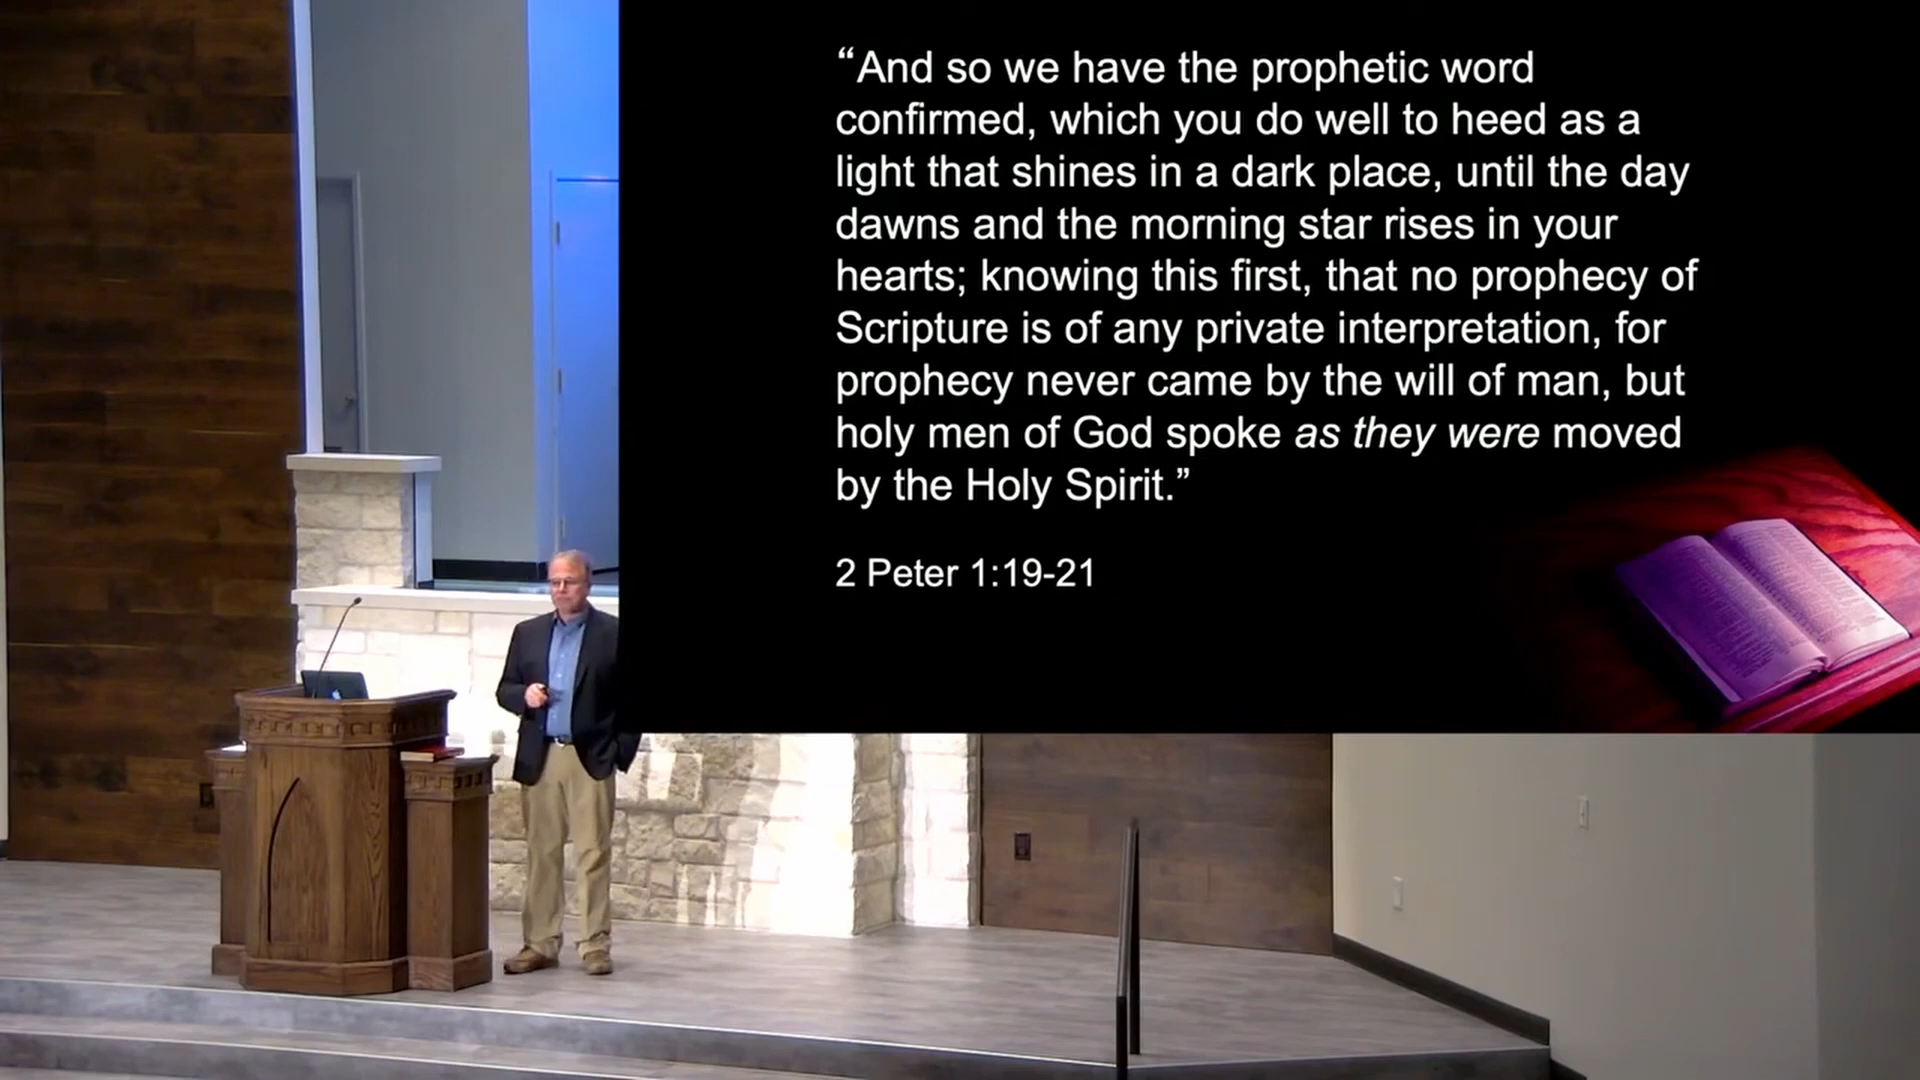 “And so we have the prophetic word
confirmed, which you do well to heed as a
light that shines in a dark place, until the day
dawns and the morning star rises in your
hearts; knowing this first, that no prophecy of
Scripture is of any private interpretation, for
prophecy never came by the will of man, but
holy men of God spoke as they were moved
by the Holy Spirit.”
2 Peter 1:19-21